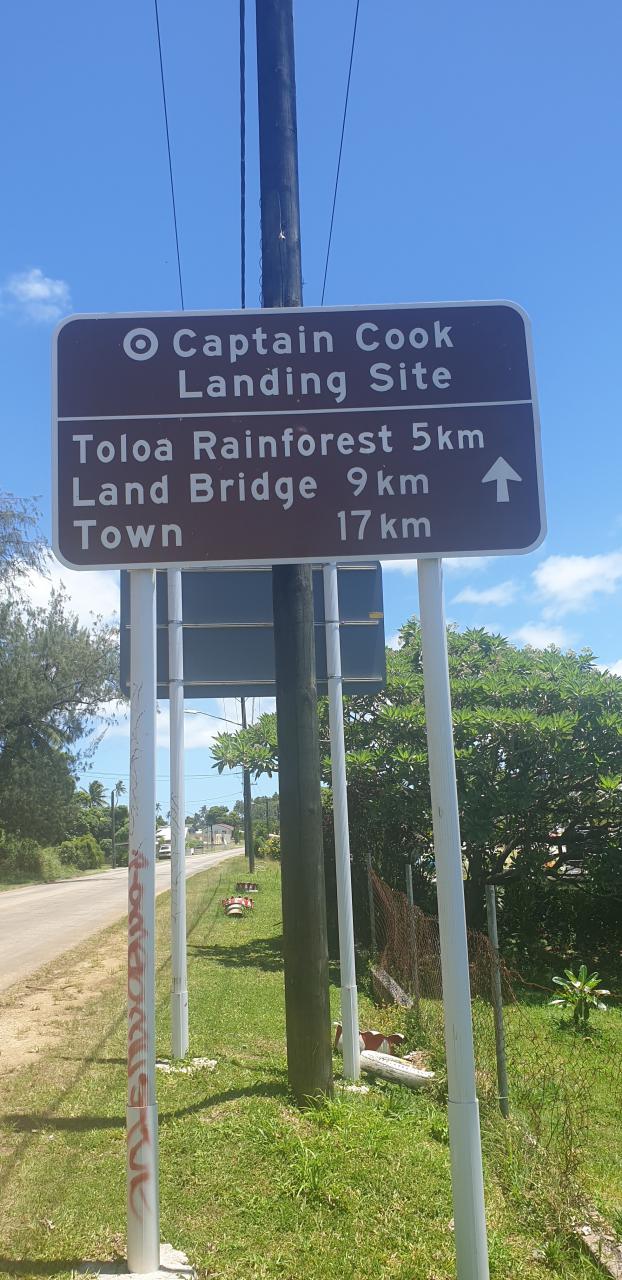 Captain Cook
Landing Site
Toloa Rainforest 5km
Land Bridge 9km
Town 17km